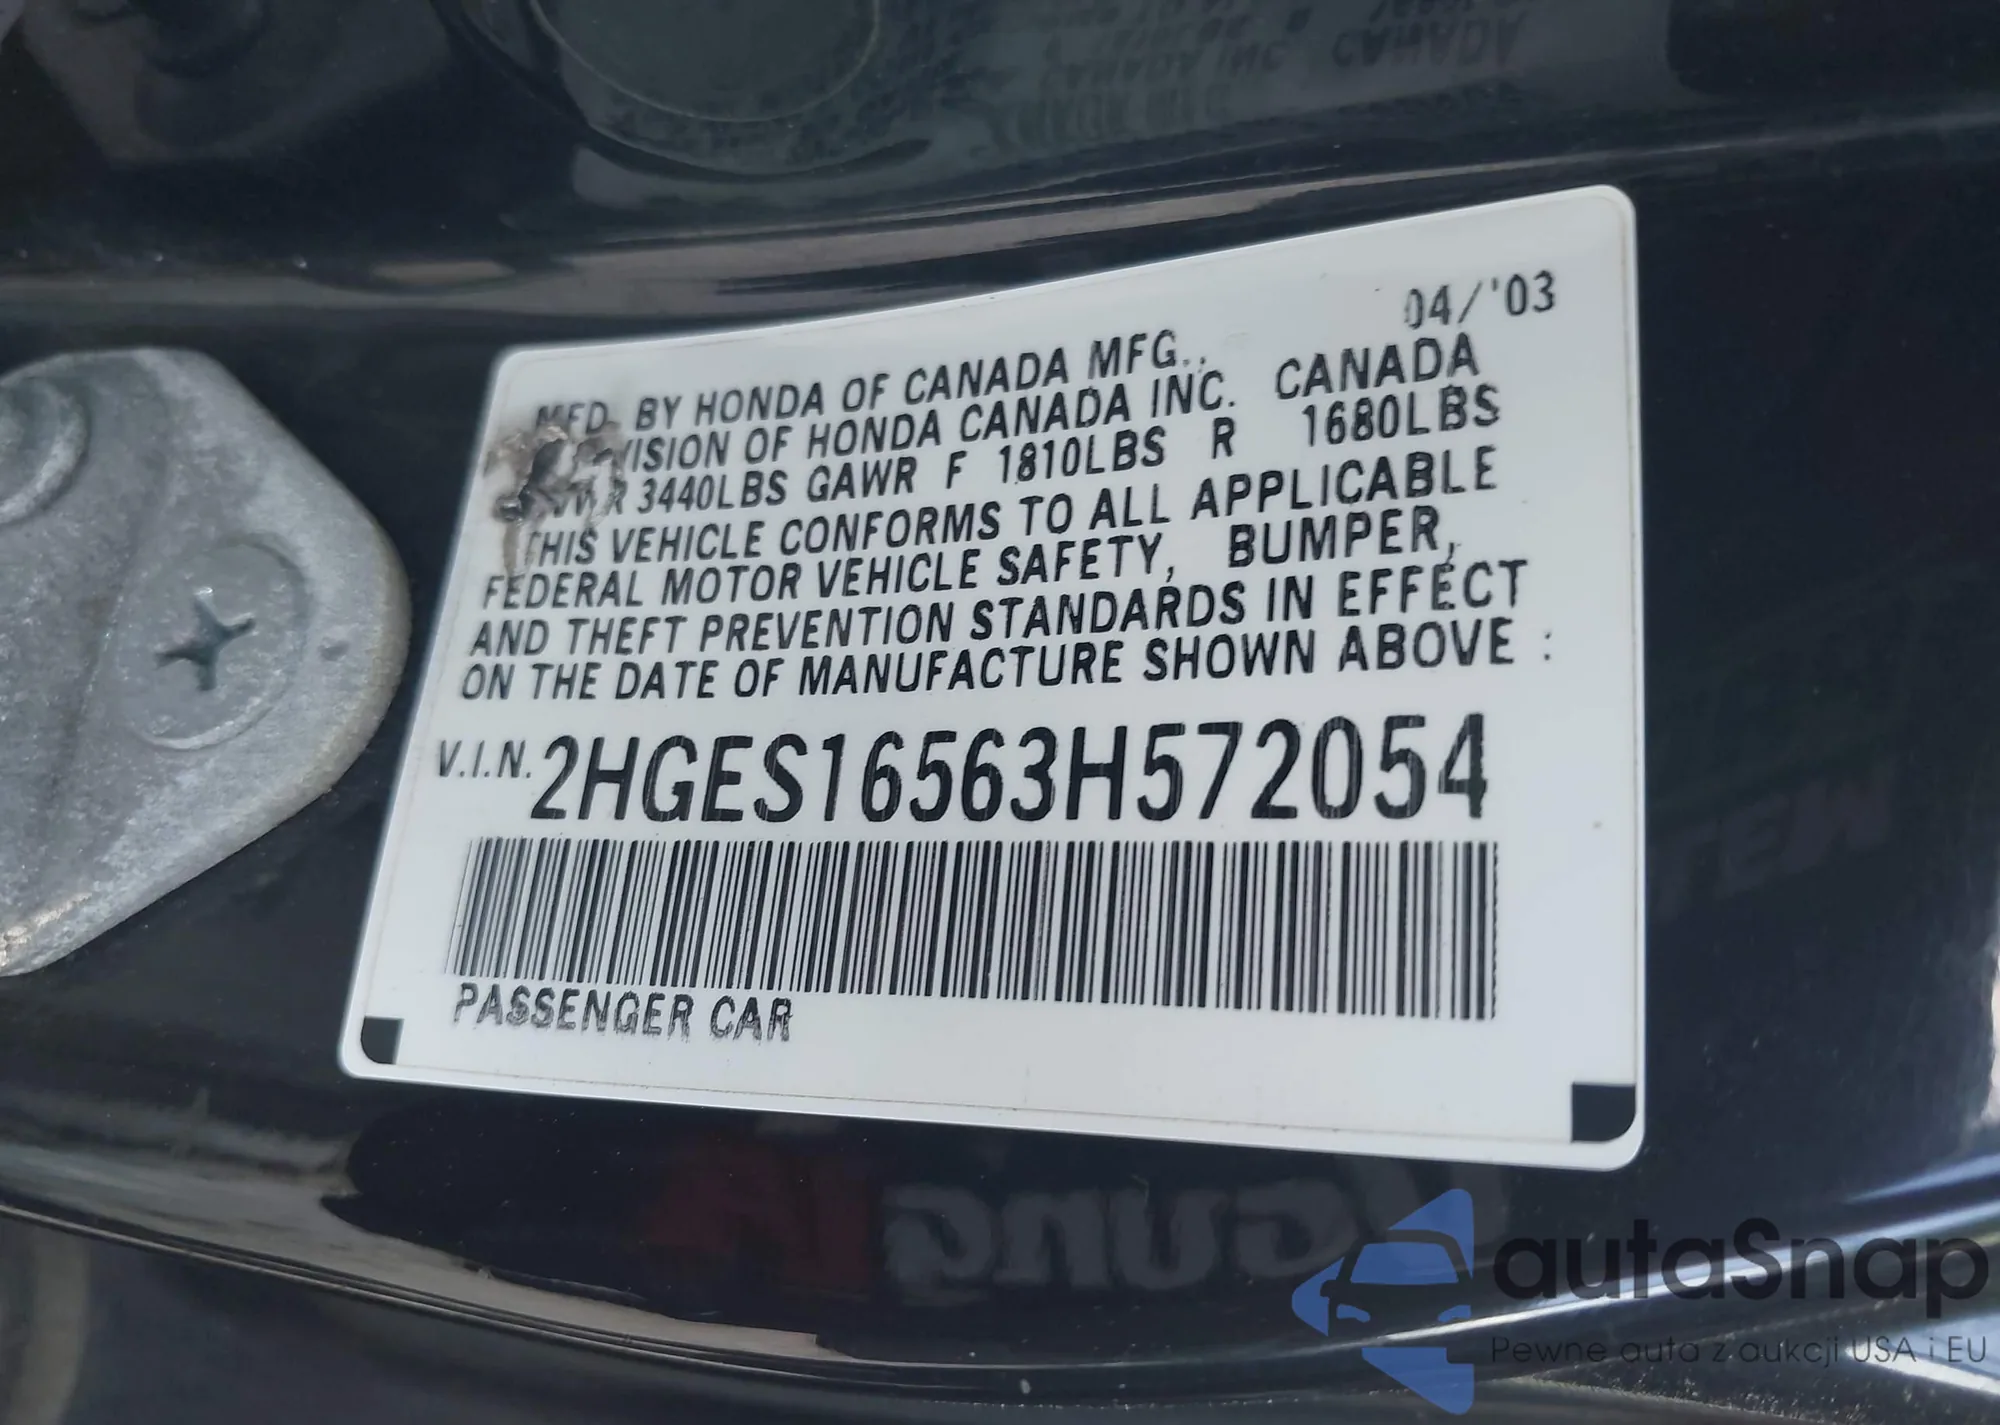 04/'03
MFD. BY HONDA OF CANADA MFG.,
VISION OF HONDA CANADA INC. CANADA
3440LBS GAWR F 1810LBS R 1680LBS
THIS VEHICLE CONFORMS TO ALL APPLICABLE
FEDERAL MOTOR VEHICLE SAFETY, BUMPER,
AND THEFT PREVENTION STANDARDS IN EFFECT
ON THE DATE OF MANUFACTURE SHOWN ABOVE :
V.I.N. 2HGES16563H572054
PASSENGER CAR
autaSnap
Pewne auta z aukcji USA i EU